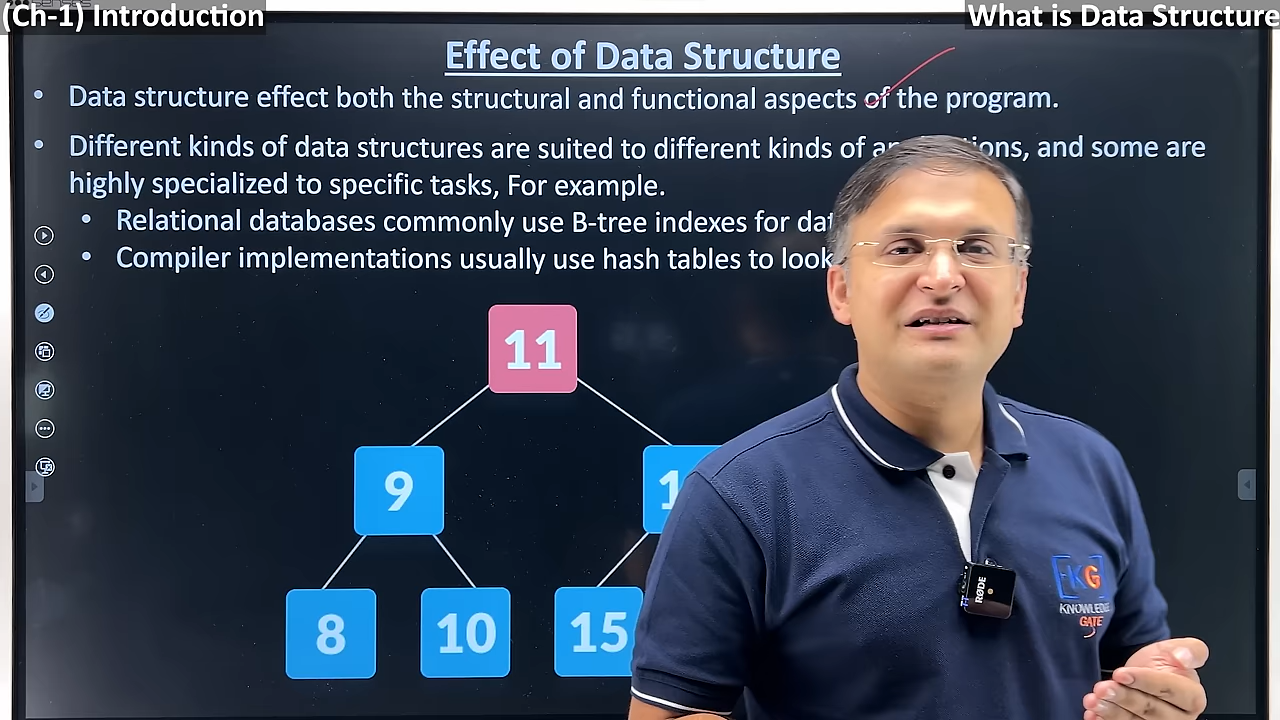 (Ch-1) Introduction
What is Data Structure
Effect of Data Structure
• Data structure effect both the structural and functional aspects of the program.
• Different kinds of data structures are suited to different kinds of and some are
highly specialized to specific tasks, For example.
• Relational databases commonly use B-tree indexes for
• Compiler implementations usually use hash tables to look
11
9
8
10
15
RØDE
KG
KNOWLEDGE
GATE